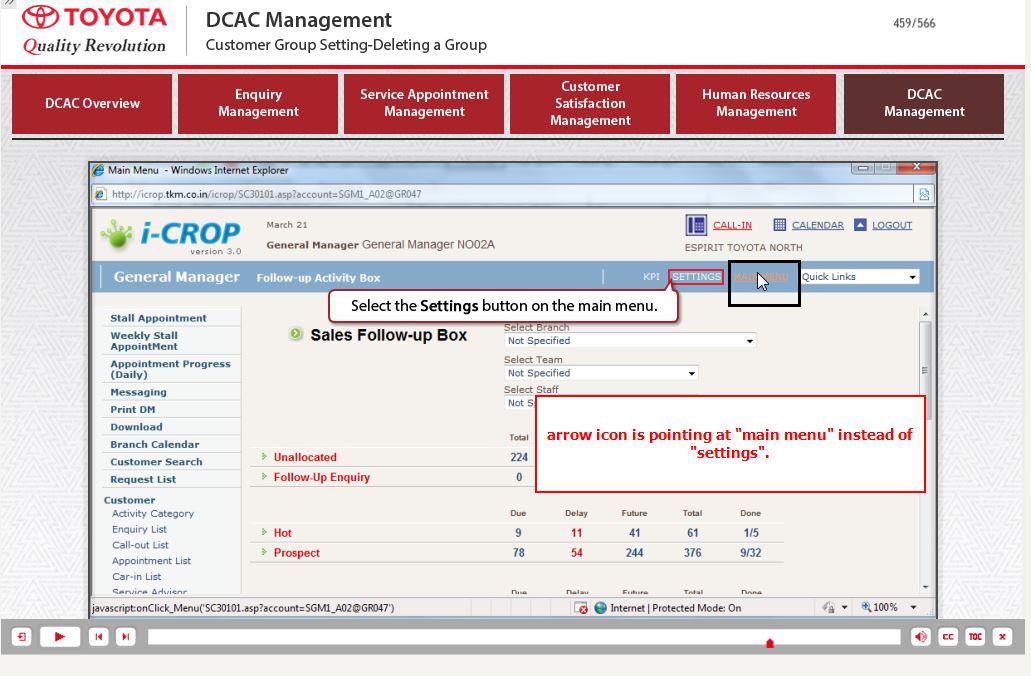 TOYOTA
Quality Revolution
DCAC Management
Customer Group Setting-Deleting a Group
459/566
DCAC Overview
Enquiry
Management
Service Appointment
Management
Customer
Satisfaction
Management
Human Resources
Management
DCAC
Management
Main Menu - Windows Internet Explorer
http://icrop.tkm.co.in/icrop/SC30101.asp?account=SGM1_A02@GR047
i-CROP
version 3.0
March 21
General Manager General Manager NO02A
CALL-IN
CALENDAR
LOGOUT
ESPIRIT TOYOTA NORTH
General Manager
Follow-up Activity Box
KPI
SETTINGS
MAIN MENU
Quick Links
Select the Settings button on the main menu.
Stall Appointment
Weekly Stall
AppointMent
Appointment Progress
(Daily)
Messaging
Print DM
Download
Branch Calendar
Customer Search
Request List
Customer
Activity Category
Enquiry List
Call-out List
Appointment List
Car-in List
Service Advisor
Sales Follow-up Box
Select Branch
Not Specified
Select Team
Not Specified
Select Staff
Not S
arrow icon is pointing at "main menu" instead of
"settings".
Total
Unallocated 224
Follow-Up Enquiry 0
Due Delay Future Total Done
Hot 9 11 41 61 1/5
Prospect 78 54 244 376 9/32
Due Delay Future Total Done
javascript:onClick_Menu('SC30101.asp?account=SGM1_A02@GR047')
Internet | Protected Mode: On
100%
CC
TOC